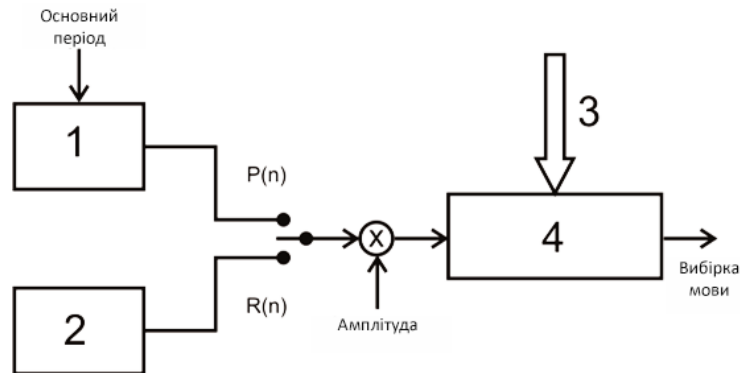 Основний
період
1
3
P(n)
4
X
Вибірка
мови
R(n)
2
Амплітуда